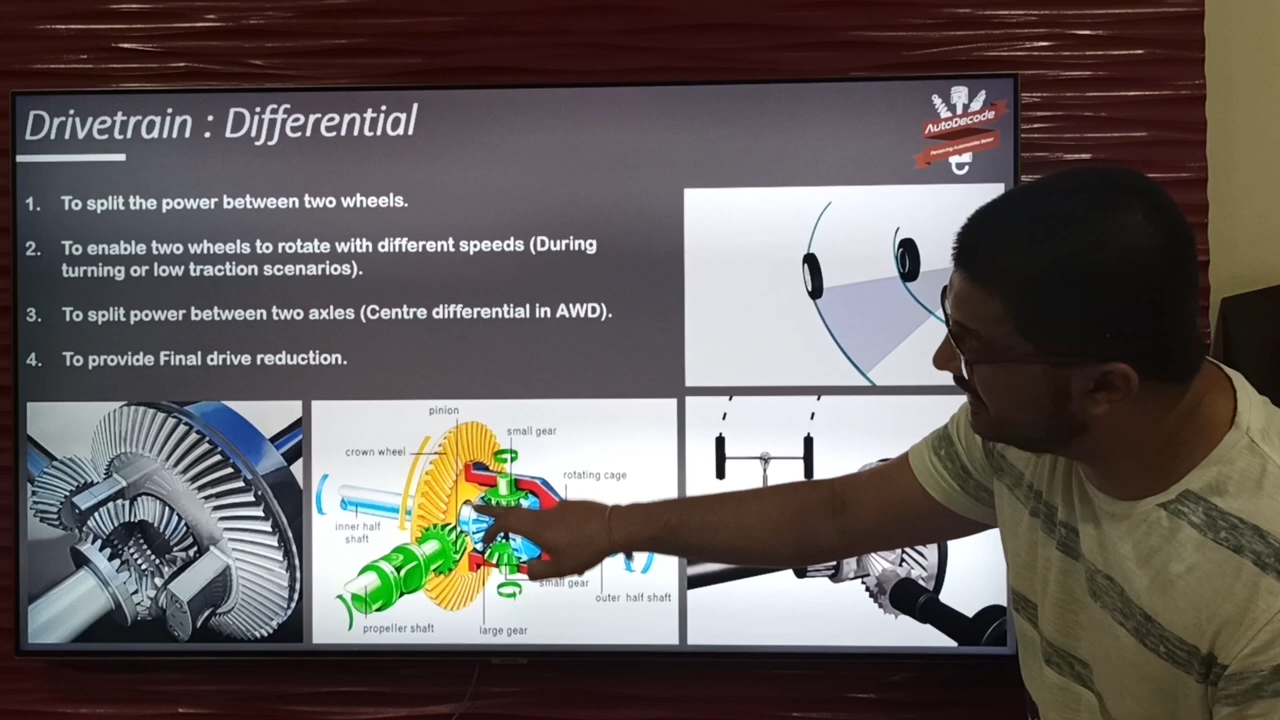 Drivetrain : Differential
AutoDecode
1. To split the power between two wheels.
2. To enable two wheels to rotate with different speeds (During
turning or low traction scenarios).
3. To split power between two axles (Centre differential in AWD).
4. To provide Final drive reduction.
pinion
small gear
crown wheel
rotating cage
inner half
shaft
small gear
outer half shaft
propeller shaft
large gear